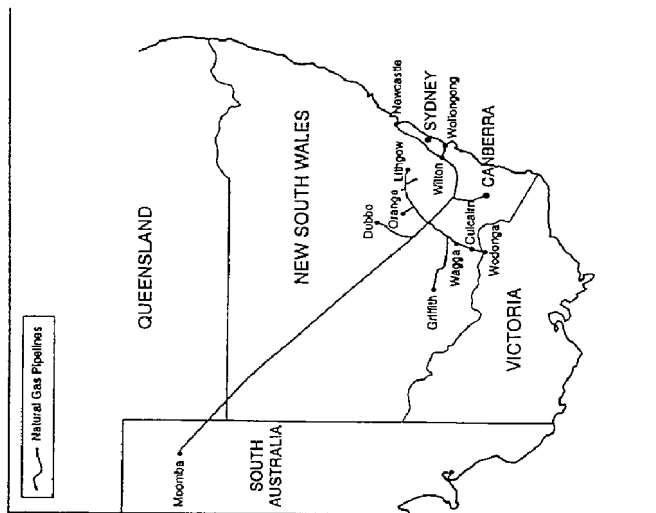 Natural Gas Pipelines
QUEENSLAND
Moomba
SOUTH
AUSTRALIA
NEW SOUTH WALES
Dubbo
Orange
Lithgow
Newcastle
SYDNEY
Wollongong
Wilton
CANBERRA
Culcairn
Wagga
Griffith
Wodonga
VICTORIA